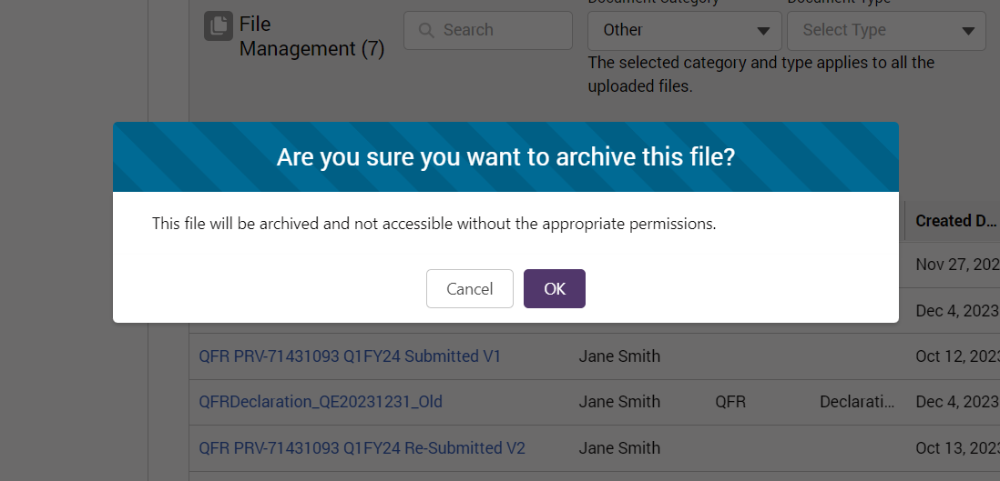 Document Category
Document Type
File
Management (7)
Search
Other
Select Type
The selected category and type applies to all the
uploaded files.
Are you sure you want to archive this file?
This file will be archived and not accessible without the appropriate permissions.
Cancel
OK
Created D...
Nov 27, 202
Dec 4, 2023
QFR PRV-71431093 Q1FY24 Submitted V1
Jane Smith
Oct 12, 202
QFRDeclaration_QE20231231_Old
Jane Smith
QFR
Declarati...
Dec 4, 2023
QFR PRV-71431093 Q1FY24 Re-Submitted V2
Jane Smith
Oct 13, 202